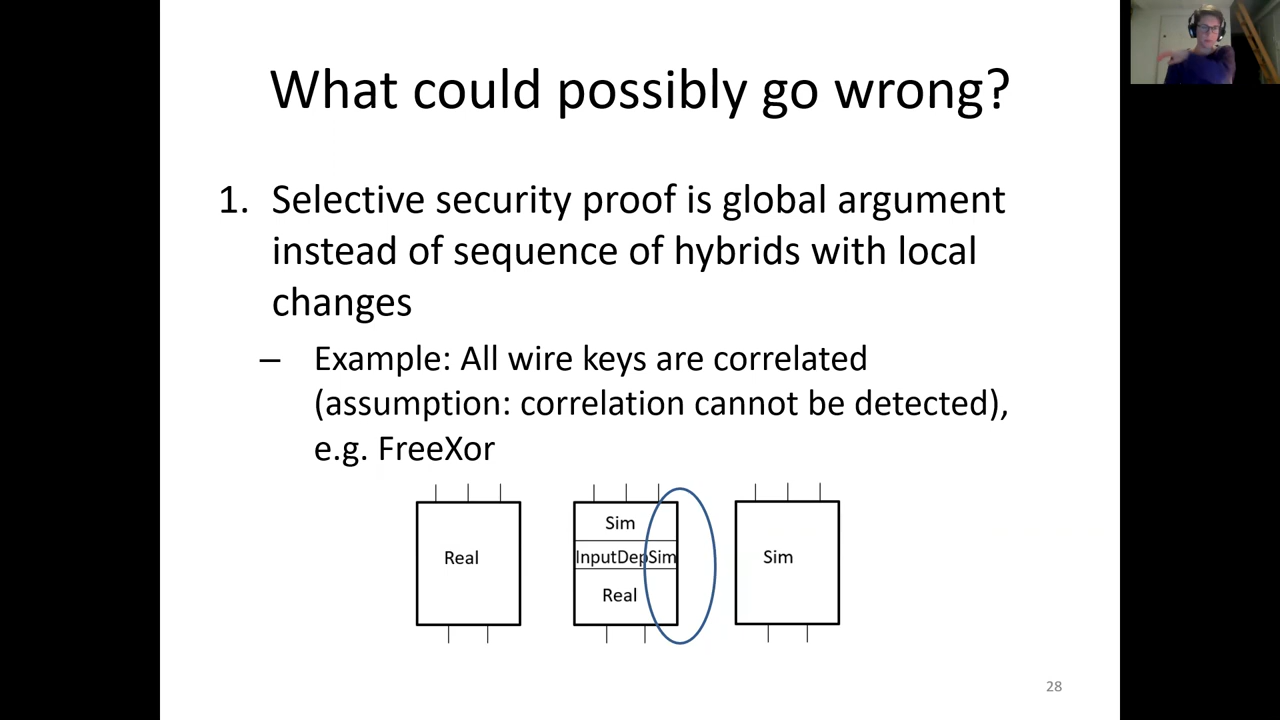 What could possibly go wrong?
1. Selective security proof is global argument
instead of sequence of hybrids with local
changes
– Example: All wire keys are correlated
(assumption: correlation cannot be detected),
e.g. FreeXor
Real
Sim
InputDepSim
Real
Sim
28